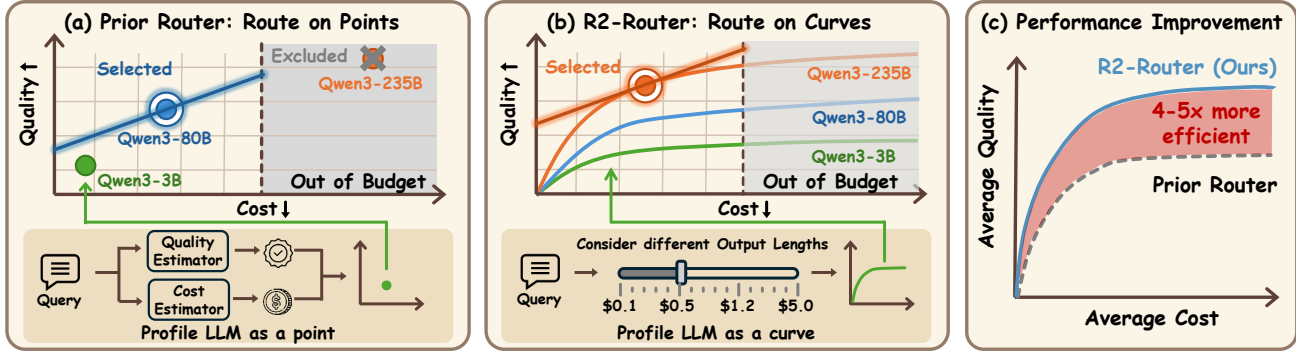 (a) Prior Router: Route on Points
Quality↑
Selected
Excluded
Qwen3-235B
Qwen3-80B
Qwen3-3B
Out of Budget
Cost↓
Query
Quality
Estimator
Cost
Estimator
Profile LLM as a point
(b) R2-Router: Route on Curves
Quality↑
Selected
Qwen3-235B
Qwen3-80B
Qwen3-3B
Out of Budget
Cost↓
Consider different Output Lengths
Query
$0.1 $0.5 $1.2 $5.0
Profile LLM as a curve
(c) Performance Improvement
Average Quality
R2-Router (Ours)
4-5x more
efficient
Prior Router
Average Cost